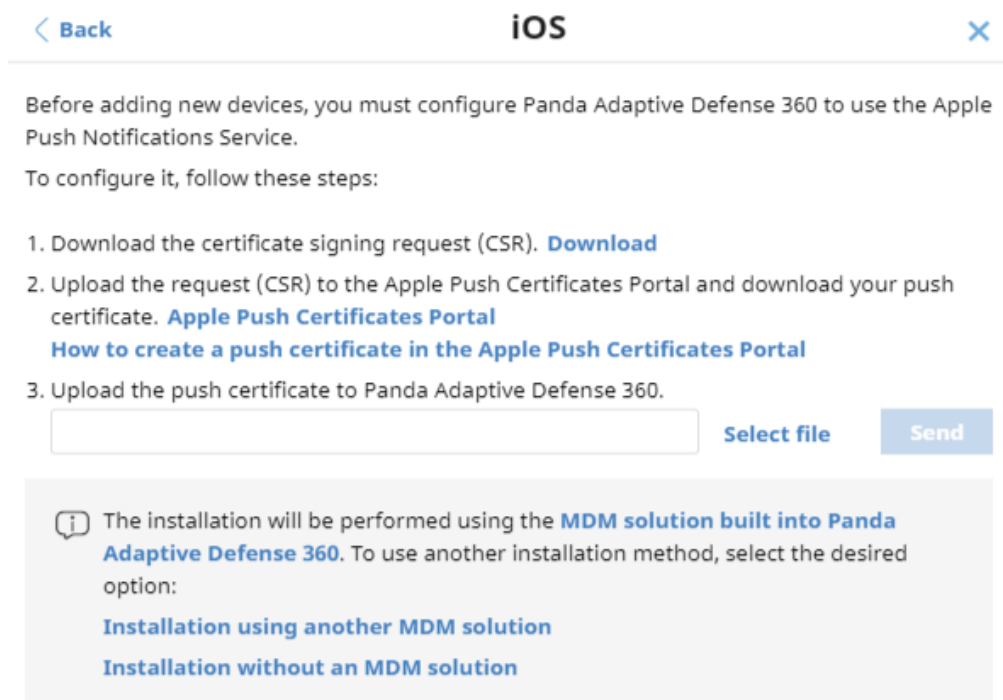 Back
iOS
Before adding new devices, you must configure Panda Adaptive Defense 360 to use the Apple
Push Notifications Service.
To configure it, follow these steps:
1. Download the certificate signing request (CSR). Download
2. Upload the request (CSR) to the Apple Push Certificates Portal and download your push
certificate. Apple Push Certificates Portal
How to create a push certificate in the Apple Push Certificates Portal
3. Upload the push certificate to Panda Adaptive Defense 360.
Select file
Send
The installation will be performed using the MDM solution built into Panda
Adaptive Defense 360. To use another installation method, select the desired
option:
Installation using another MDM solution
Installation without an MDM solution